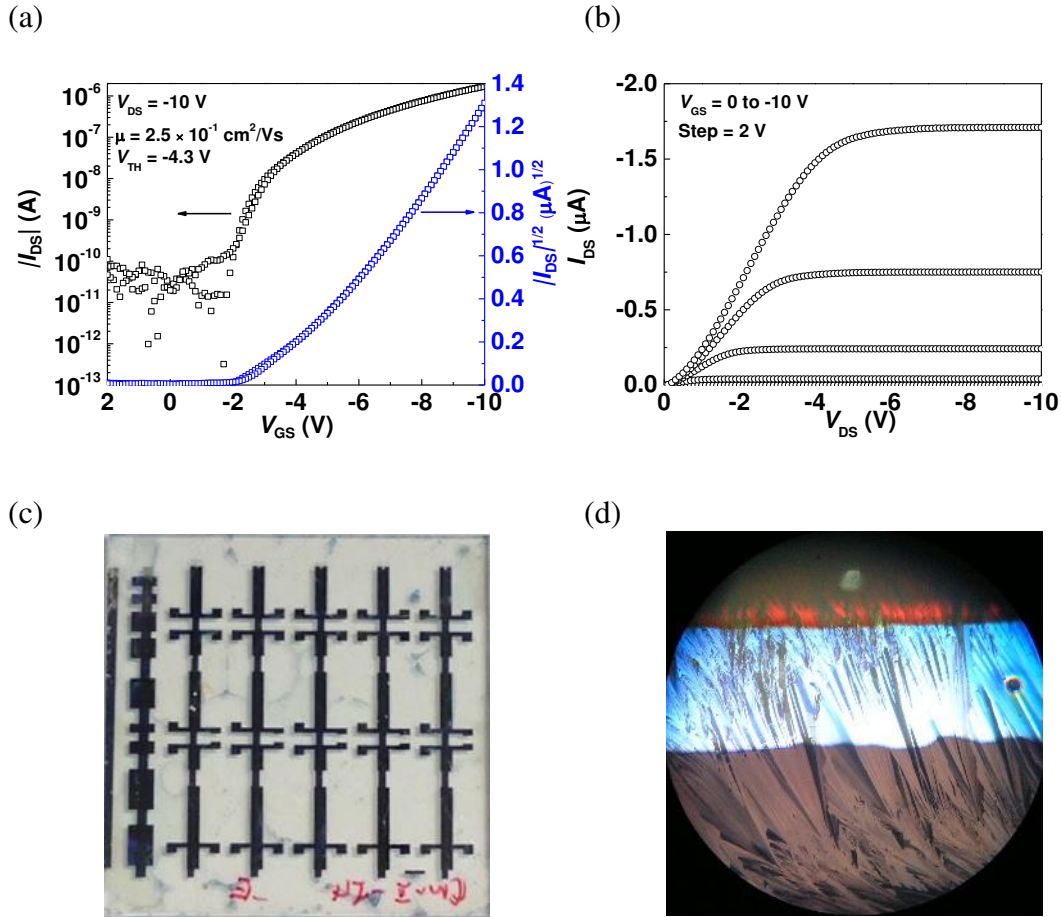 (a)
(b)
V_DS = -10 V
μ = 2.5 × 10^-1 cm^2/Vs
V_TH = -4.3 V
|I_DS| (A)
10^-6
10^-7
10^-8
10^-9
10^-10
10^-11
10^-12
10^-13
2 0 -2 -4 -6 -8 -10
V_GS (V)
1.4
1.2
1.0
0.8
0.6
0.4
0.2
0.0
|I_DS|^1/2 (μA)^1/2
V_GS = 0 to -10 V
Step = 2 V
I_DS (μA)
-2.0
-1.5
-1.0
-0.5
0.0
0 -2 -4 -6 -8 -10
V_DS (V)
(c)
(d)